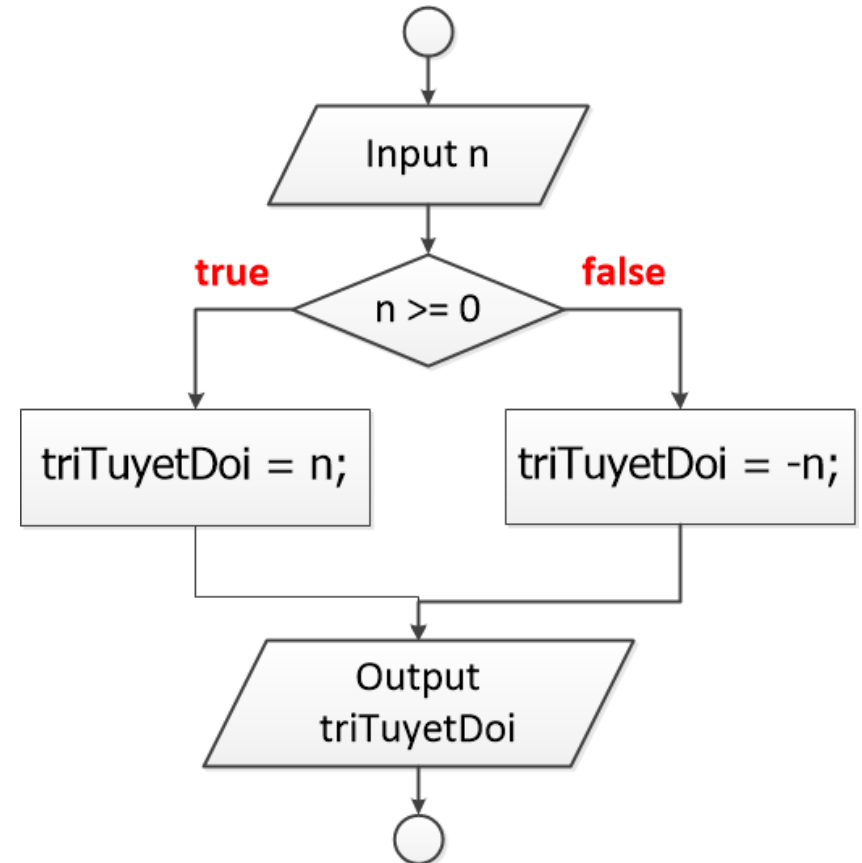 Input n
true
false
n >= 0
triTuyetDoi = n;
triTuyetDoi = -n;
Output
triTuyetDoi